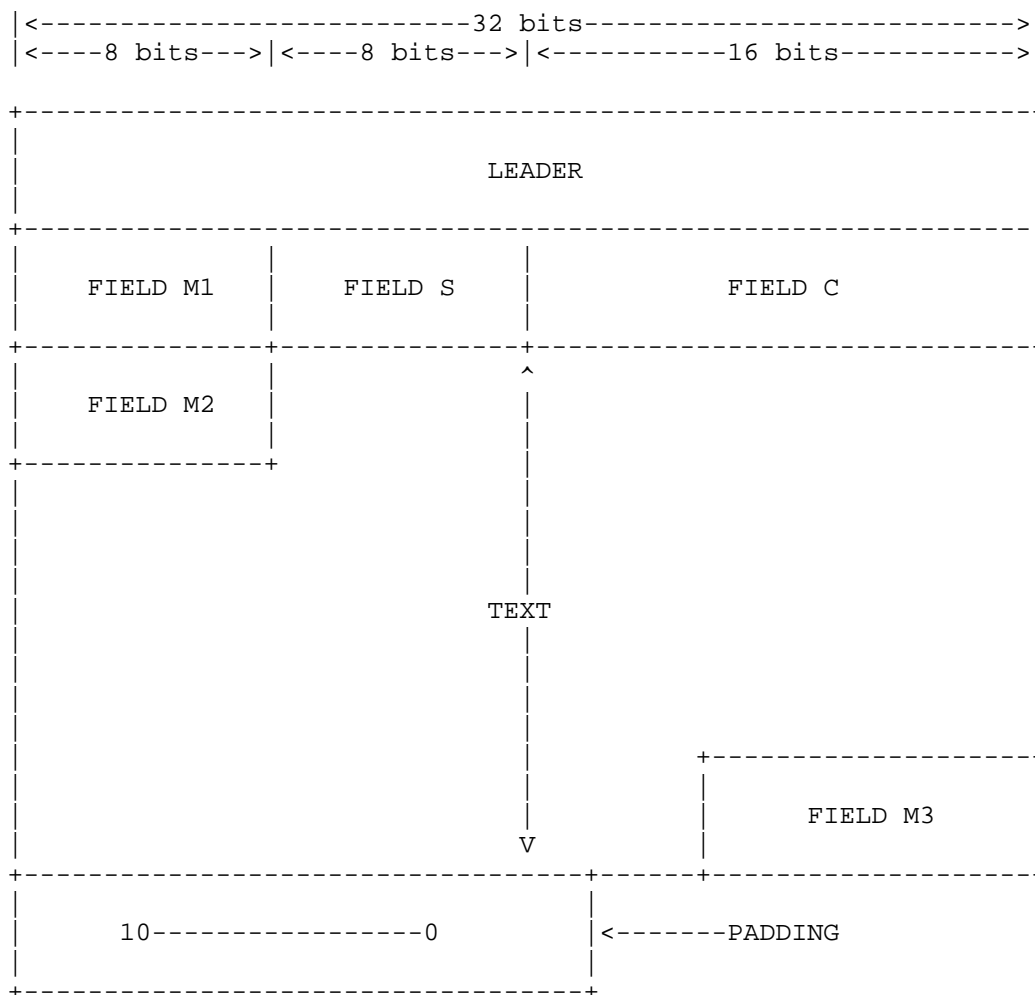 |<---------------------------32 bits--------------------------->
|<----8 bits--->|<----8 bits--->|<-----------16 bits----------->
LEADER
FIELD M1 FIELD S FIELD C
FIELD M2
TEXT
FIELD M3
10-----------------0 <-------PADDING